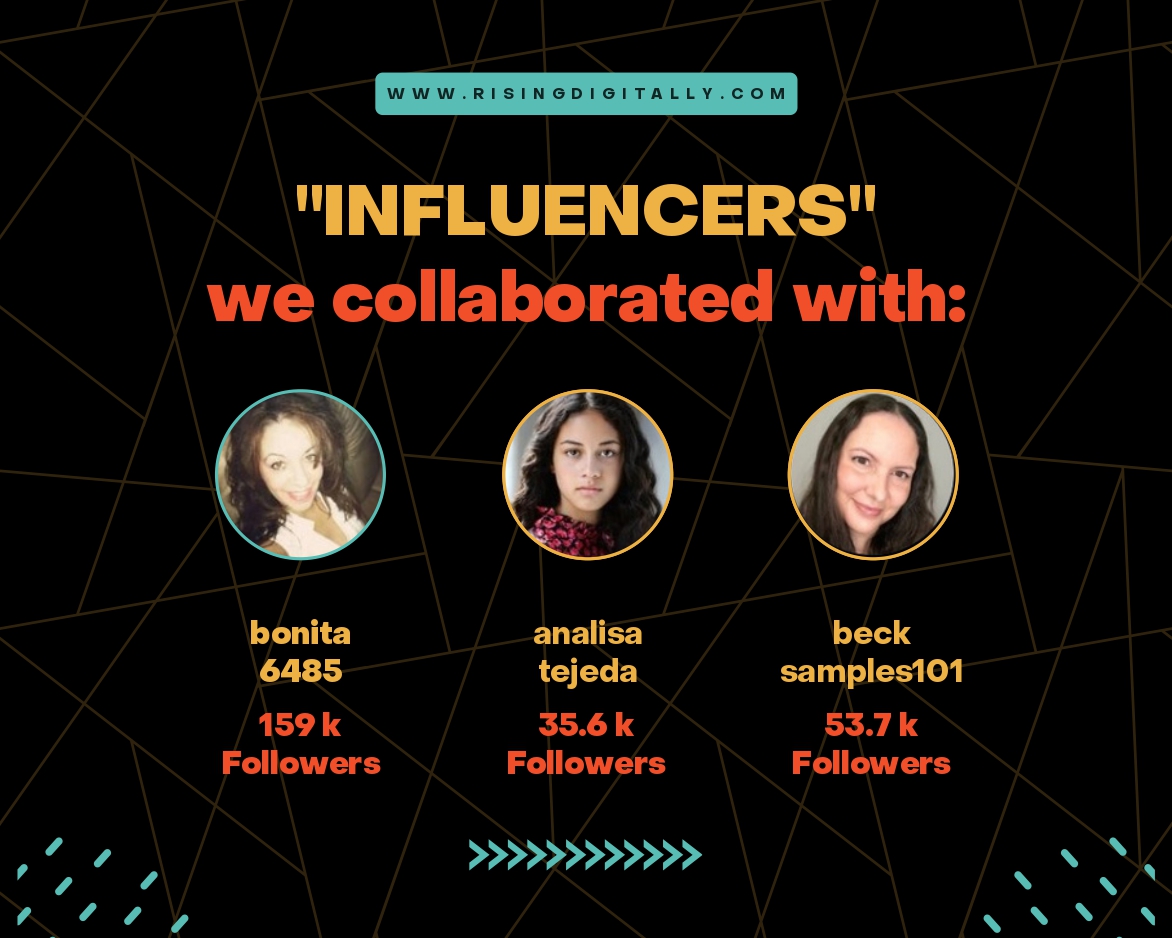 WWW.RISINGDIGITALLY.COM
"INFLUENCERS"
we collaborated with:
bonita
6485
159 k
Followers
analisa
tejeda
35.6 k
Followers
beck
samples101
53.7 k
Followers